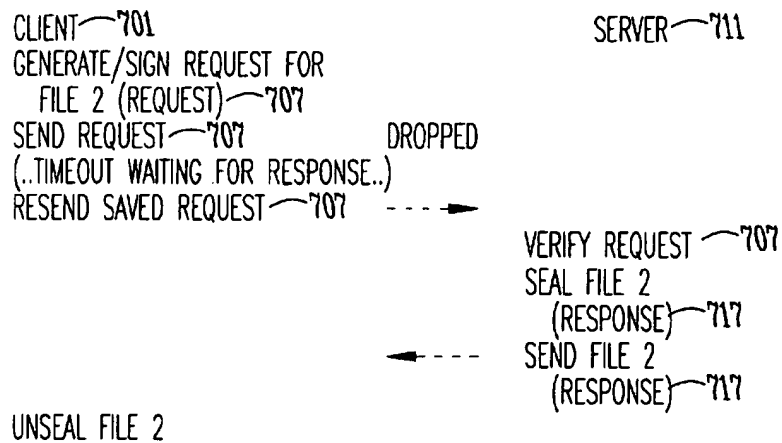 CLIENT 701 SERVER 711
GENERATE/SIGN REQUEST FOR
FILE 2 (REQUEST) 707
SEND REQUEST 707 DROPPED
(..TIMEOUT WAITING FOR RESPONSE..)
RESEND SAVED REQUEST 707
VERIFY REQUEST 707
SEAL FILE 2
(RESPONSE) 717
SEND FILE 2
(RESPONSE) 717
UNSEAL FILE 2